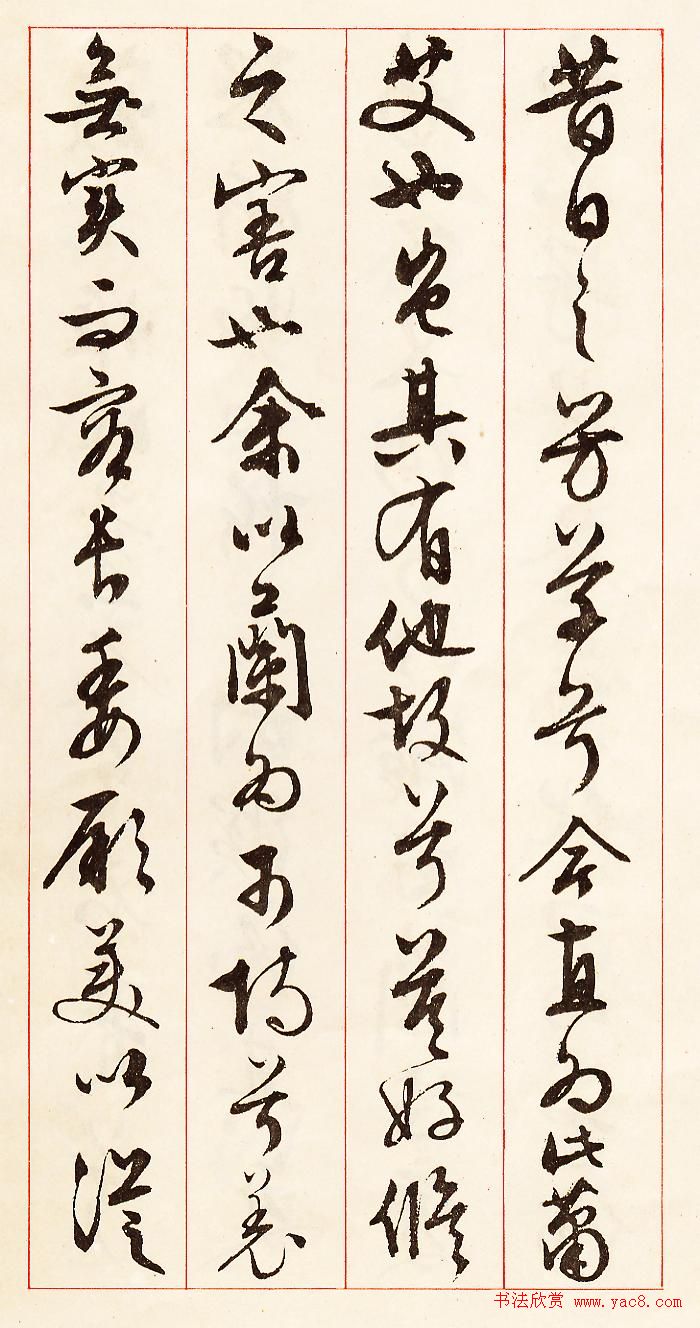 昔日之芳草兮今直為此蕭
艾也豈其有他故兮莫好脩
之害也余以蘭為可恃兮羌
無實而容長委厥美以從
书法欣赏 www.yac8.com